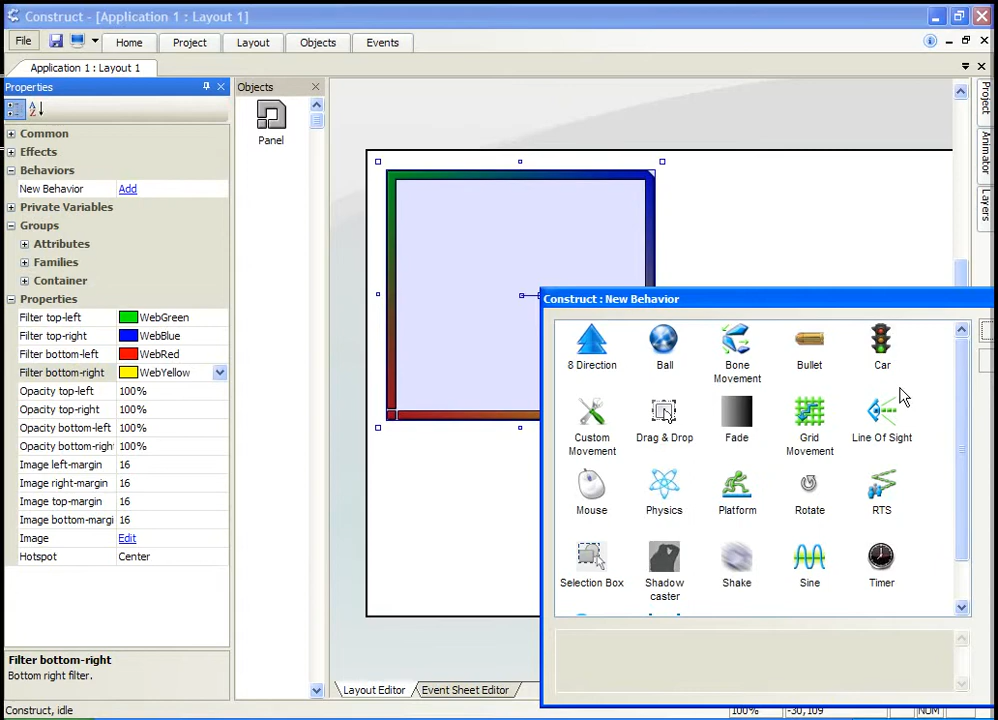 Construct - [Application 1 : Layout 1]
File
Home
Project
Layout
Objects
Events
Application 1 : Layout 1
Properties
Objects
Panel
Project
Animator
Layers
Common
Effects
Behaviors
New Behavior Add
Private Variables
Groups
Attributes
Families
Container
Properties
Filter top-left WebGreen
Filter top-right WebBlue
Filter bottom-left WebRed
Filter bottom-right WebYellow
Opacity top-left 100%
Opacity top-right 100%
Opacity bottom-left 100%
Opacity bottom-righ 100%
Image left-margin 16
Image right-margin 16
Image top-margin 16
Image bottom-margi 16
Image Edit
Hotspot Center
Construct : New Behavior
8 Direction
Ball
Bone
Movement
Bullet
Car
Custom
Movement
Drag & Drop
Fade
Grid
Movement
Line Of Sight
Mouse
Physics
Platform
Rotate
RTS
Selection Box
Shadow
caster
Shake
Sine
Timer
Filter bottom-right
Bottom right filter.
Layout Editor
Event Sheet Editor
Construct, idle
100%
-30,109
NUM